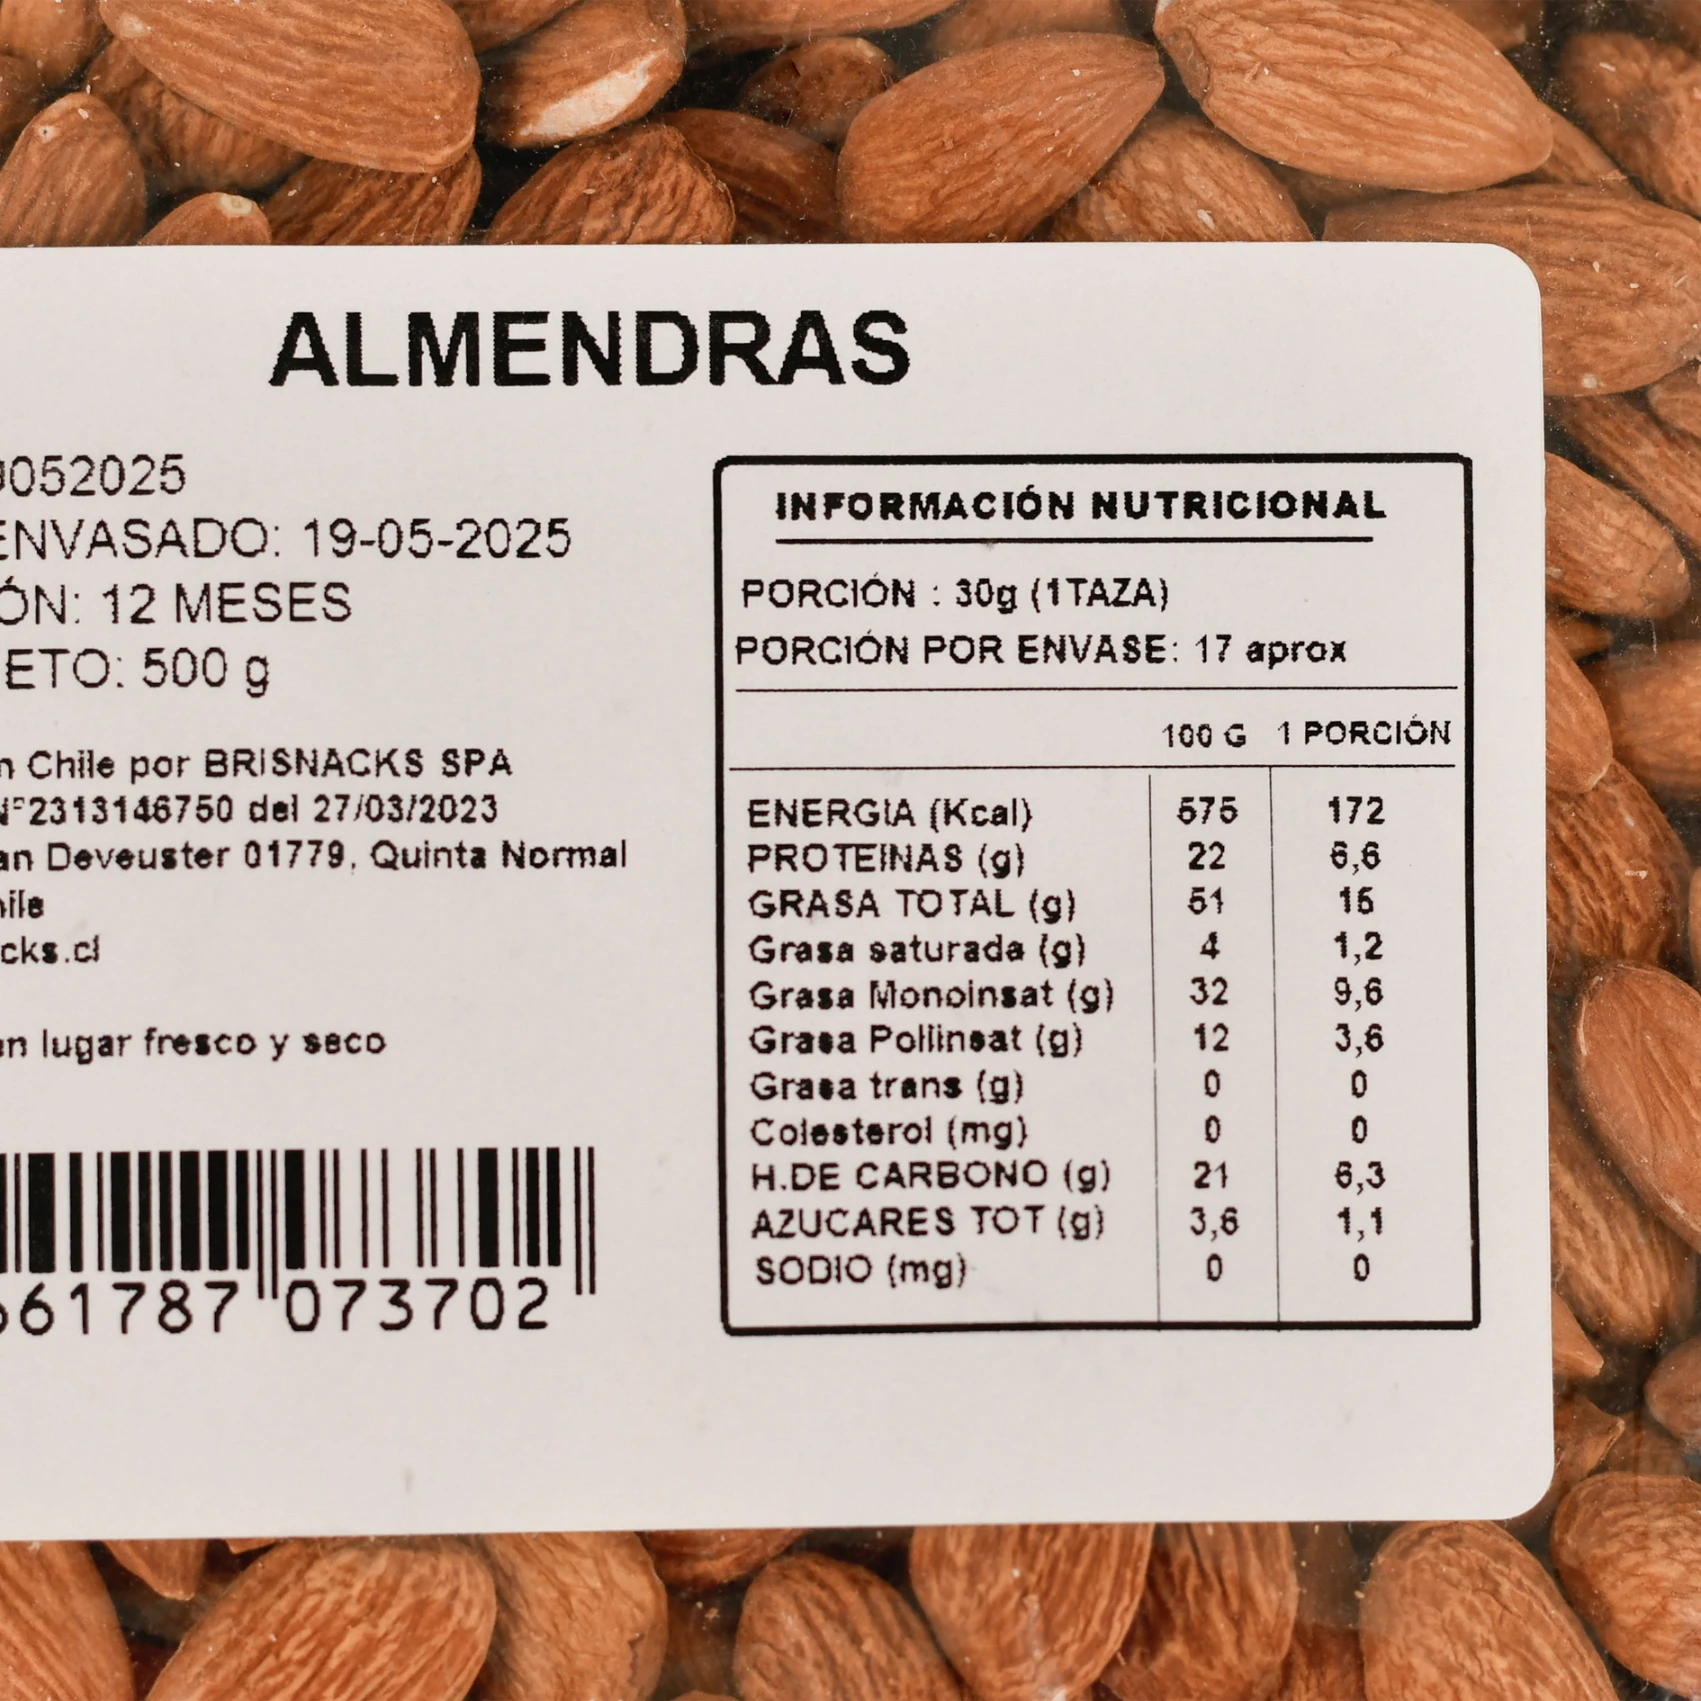 ALMENDRAS
052025
ENVASADO: 19-05-2025
ÓN: 12 MESES
ETO: 500 g
n Chile por BRISNACKS SPA
N°2313146750 del 27/03/2023
an Deveuster 01779, Quinta Normal
hile
cks.cl
en lugar fresco y seco
61787 073702
INFORMACIÓN NUTRICIONAL
PORCIÓN : 30g (1TAZA)
PORCIÓN POR ENVASE: 17 aprox
100 G 1 PORCIÓN
ENERGIA (Kcal) 575 172
PROTEINAS (g) 22 6,6
GRASA TOTAL (g) 51 15
Grasa saturada (g) 4 1,2
Grasa Monoinsat (g) 32 9,6
Grasa Poliinsat (g) 12 3,6
Grasa trans (g) 0 0
Colesterol (mg) 0 0
H.DE CARBONO (g) 21 6,3
AZUCARES TOT (g) 3,6 1,1
SODIO (mg) 0 0